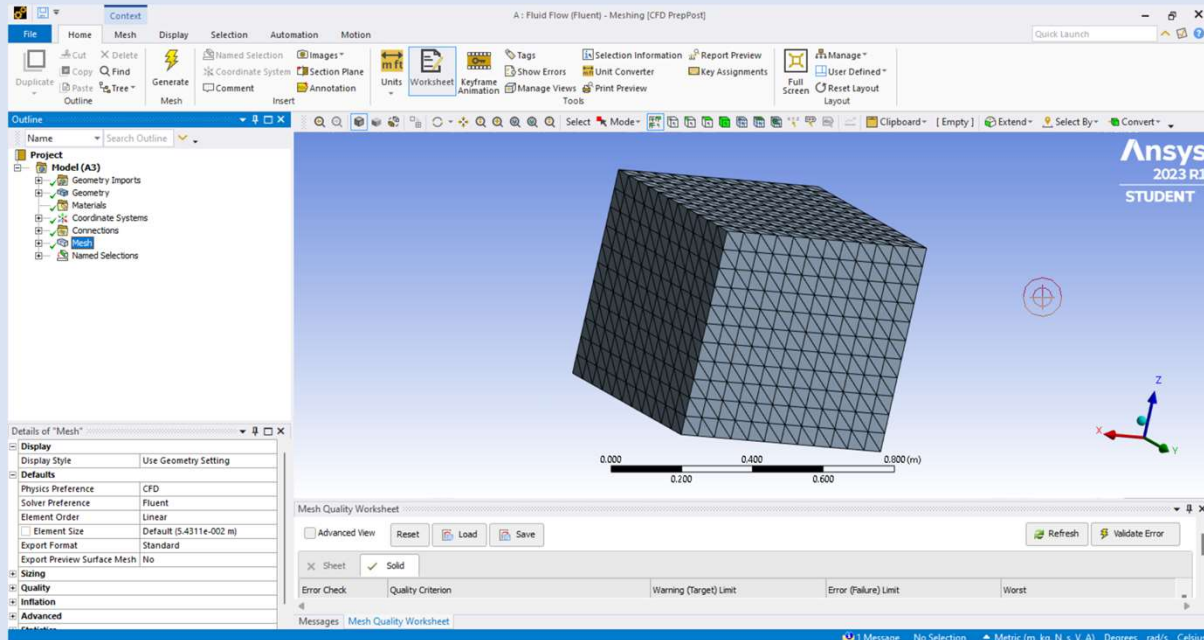 Context
A : Fluid Flow (Fluent) - Meshing [CFD PrepPost]
File Home Mesh Display Selection Automation Motion
Quick Launch
Duplicate
Cut
Copy
Paste
Delete
Find
Tree
Outline
Generate
Mesh
Named Selection
Coordinate System
Comment
Images
Section Plane
Annotation
Insert
Units
Worksheet
Keyframe Animation
Tags
Show Errors
Manage Views
Selection Information
Unit Converter
Print Preview
Report Preview
Key Assignments
Tools
Full Screen
Manage
User Defined
Reset Layout
Layout
Outline
Name Search Outline
Project
Model (A3)
Geometry Imports
Geometry
Materials
Coordinate Systems
Connections
Mesh
Named Selections
Select Mode Clipboard [ Empty ] Extend Select By Convert
Ansys
2023 R1
STUDENT
Z
X
Y
0.000 0.400 0.800 (m)
0.200 0.600
Details of "Mesh"
Display
Display Style Use Geometry Setting
Defaults
Physics Preference CFD
Solver Preference Fluent
Element Order Linear
Element Size Default (5.4311e-002 m)
Export Format Standard
Export Preview Surface Mesh No
Sizing
Quality
Inflation
Advanced
Statistics
Mesh Quality Worksheet
Advanced View Reset Load Save Refresh Validate Error
Sheet Solid
Error Check Quality Criterion Warning (Target) Limit Error (Failure) Limit Worst
Messages Mesh Quality Worksheet
1 Message No Selection Metric (m, kg, N, s, V, A) Degrees rad/s Celsiu